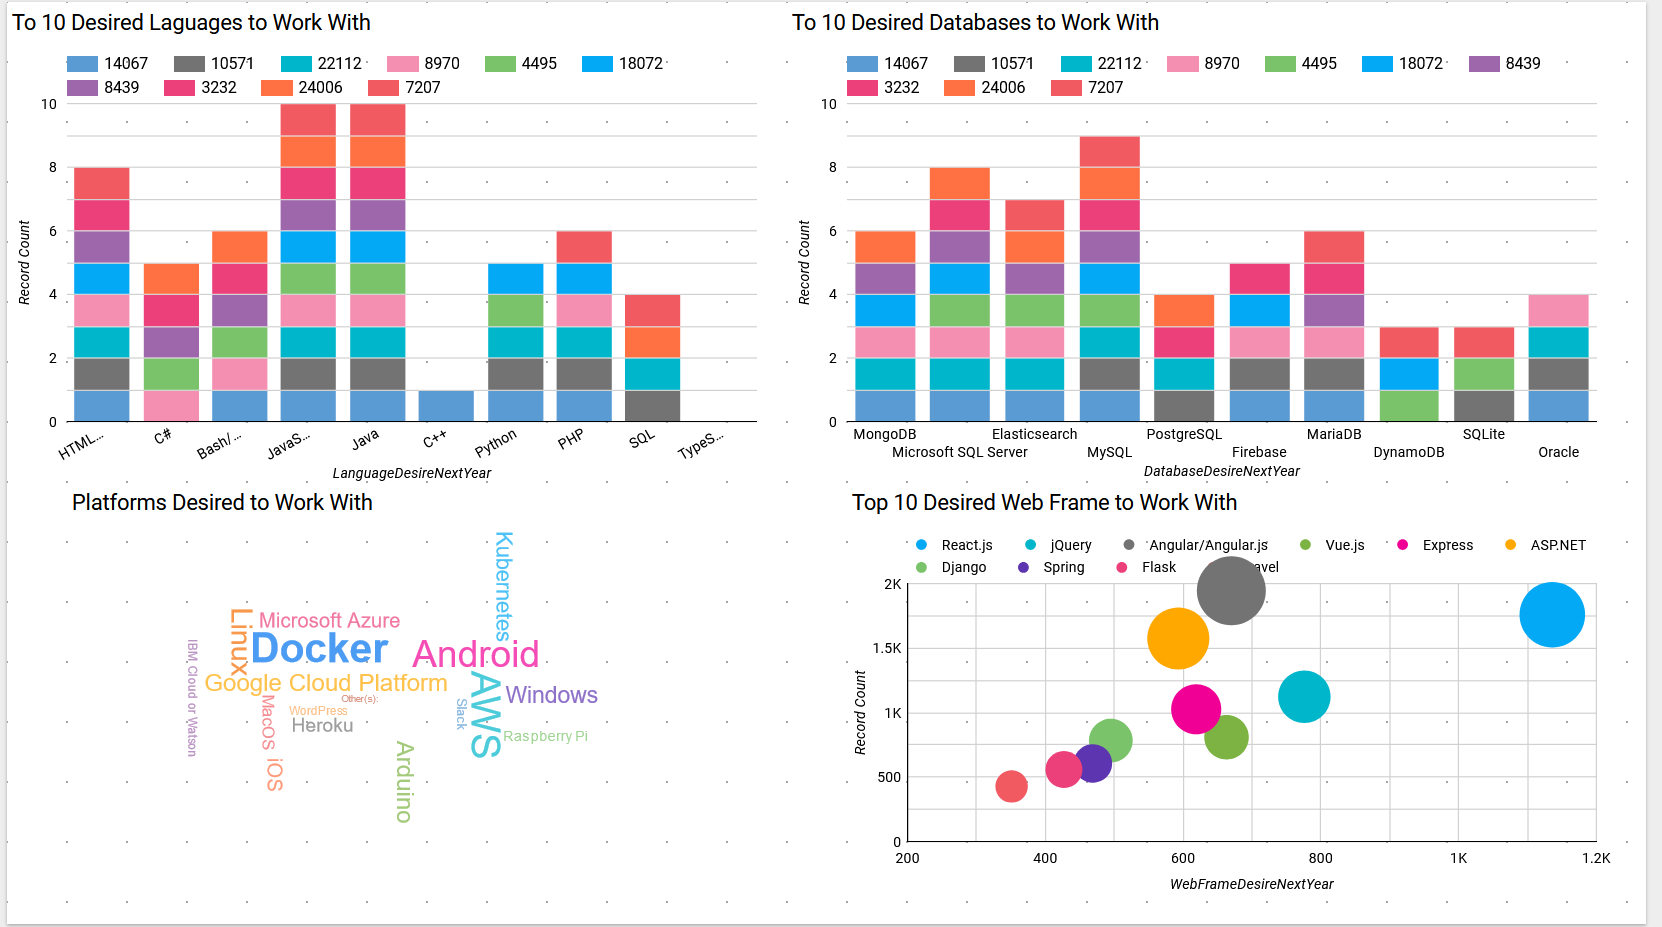 To 10 Desired Laguages to Work With
14067 10571 22112 8970 4495 18072
8439 3232 24006 7207
10
8
6
4
2
0
Record Count
HTML... C# Bash/... JavaS... Java C++ Python PHP SQL TypeS...
LanguageDesireNextYear
To 10 Desired Databases to Work With
14067 10571 22112 8970 4495 18072 8439
3232 24006 7207
10
8
6
4
2
0
Record Count
MongoDB Elasticsearch PostgreSQL MariaDB SQLite
Microsoft SQL Server MySQL Firebase DynamoDB Oracle
DatabaseDesireNextYear
Platforms Desired to Work With
Kubernetes
Linux
Microsoft Azure
IBM Cloud or Watson
Docker
Android
Google Cloud Platform
AWS
Windows
Other(s):
MacOS
WordPress
Slack
Heroku
Raspberry Pi
Arduino
iOS
Top 10 Desired Web Frame to Work With
React.js jQuery Angular/Angular.js Vue.js Express ASP.NET
Django Spring Flask avel
2K
1.5K
1K
500
0
Record Count
200 400 600 800 1K 1.2K
WebFrameDesireNextYear